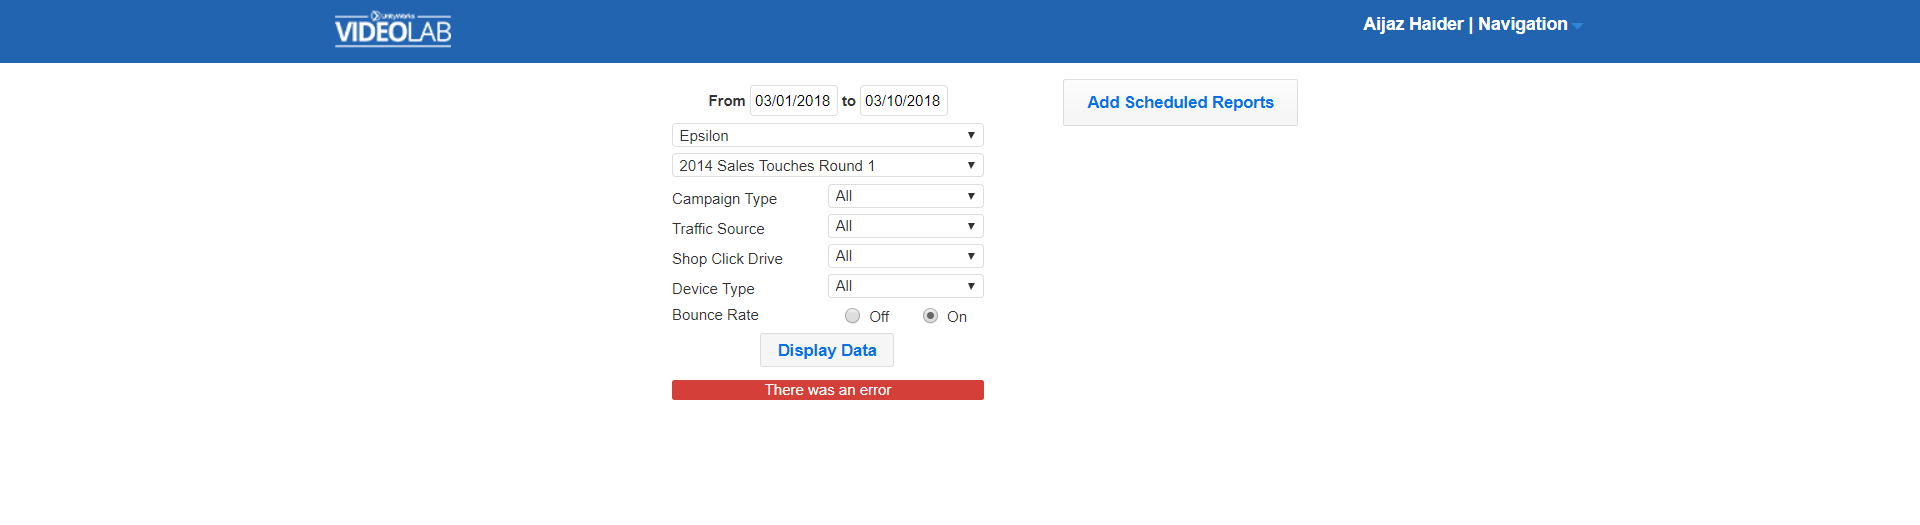 UnityWorks
VIDEOLAB
Aijaz Haider | Navigation
From 03/01/2018 to 03/10/2018
Add Scheduled Reports
Epsilon
2014 Sales Touches Round 1
Campaign Type All
Traffic Source All
Shop Click Drive All
Device Type All
Bounce Rate Off On
Display Data
There was an error